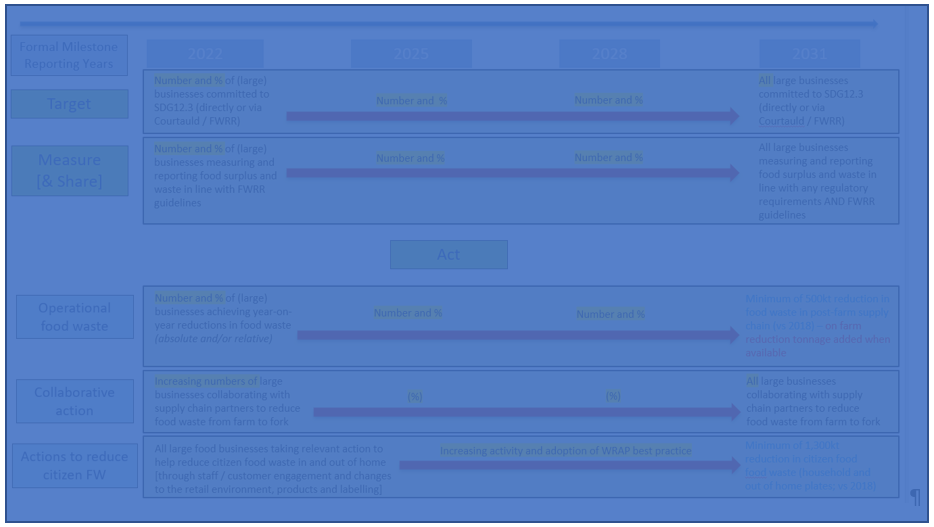 Formal Milestone
Reporting Years
2022
2025
2028
2031
Target
Number and % of (large)
businesses committed to
SDG12.3 (directly or via
Courtauld / FWRR)
Number and %
Number and %
All large businesses
committed to SDG12.3
(directly or via
Courtauld / FWRR)
Measure
[& Share]
Number and % of (large)
businesses measuring and
reporting food surplus and
waste in line with FWRR
guidelines
Number and %
Number and %
All large businesses
measuring and reporting
food surplus and waste in
line with any regulatory
requirements AND FWRR
guidelines
Act
Operational
food waste
Number and % of (large)
businesses achieving year-on-
year reductions in food waste
(absolute and/or relative)
Number and %
Number and %
Minimum of 300kt reduction in
food waste in post-farm supply
chain (vs 2018) – on farm
reduction tonnage added when
available
Collaborative
action
Increasing numbers of large
businesses collaborating with
supply chain partners to reduce
food waste from farm to fork
(%)
(%)
All large businesses
collaborating with supply
chain partners to reduce
food waste from farm to fork
Actions to reduce
citizen FW
All large food businesses taking relevant action to
help reduce citizen food waste in and out of home
[through staff / customer engagement and changes
to the retail environment, products and labelling]
Increasing activity and adoption of WRAP best practice
Minimum of 1,300kt
reduction in citizen food
food waste (household and
out of home plates, vs 2018)
¶